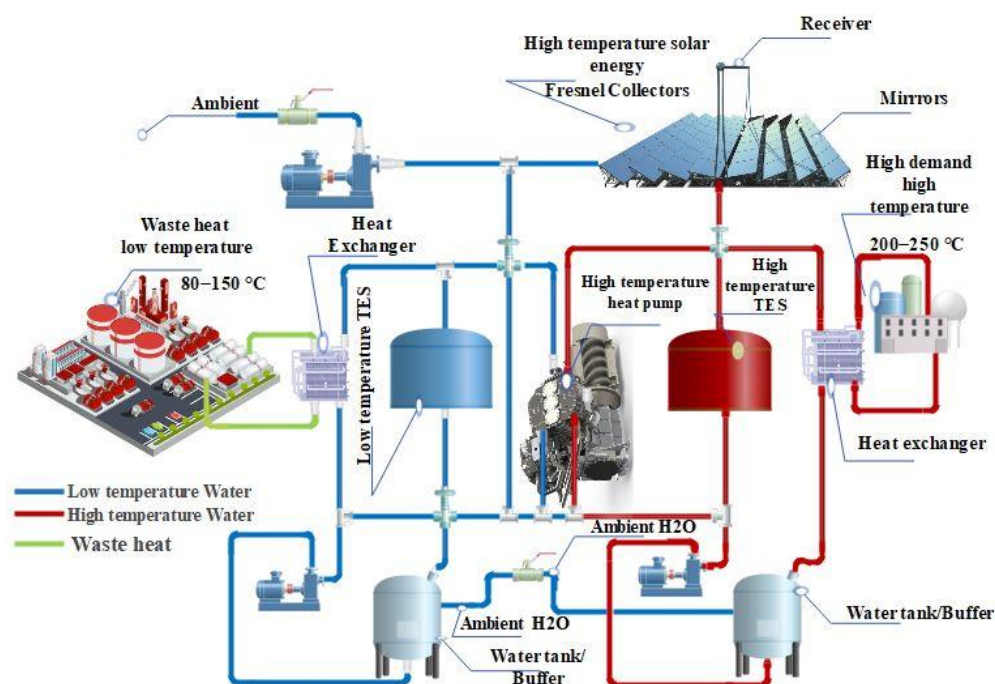 Receiver
High temperature solar
energy
Fresnel Collectors
Ambient
Mirrrors
High demand
high
temperature
200–250 °C
Waste heat
low temperature
80–150 °C
Heat
Exchanger
High temperature
heat pump
High
temperature
TES
Low temperature TES
Heat exchanger
Low temperature Water
High temperature Water
Waste heat
Ambient H2O
Ambient H2O
Water tank/
Buffer
Water tank/Buffer